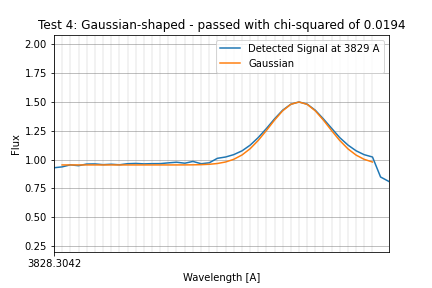 Test 4: Gaussian-shaped - passed with chi-squared of 0.0194
2.00
Detected Signal at 3829 A
Gaussian
1.75
1.50
1.25
Flux
1.00
0.75
0.50
0.25
3828.3042
Wavelength [A]